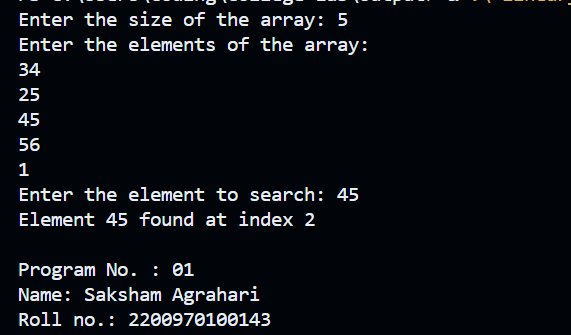 Enter the size of the array: 5
Enter the elements of the array:
34
25
45
56
1
Enter the element to search: 45
Element 45 found at index 2
Program No. : 01
Name: Saksham Agrahari
Roll no.: 2200970100143